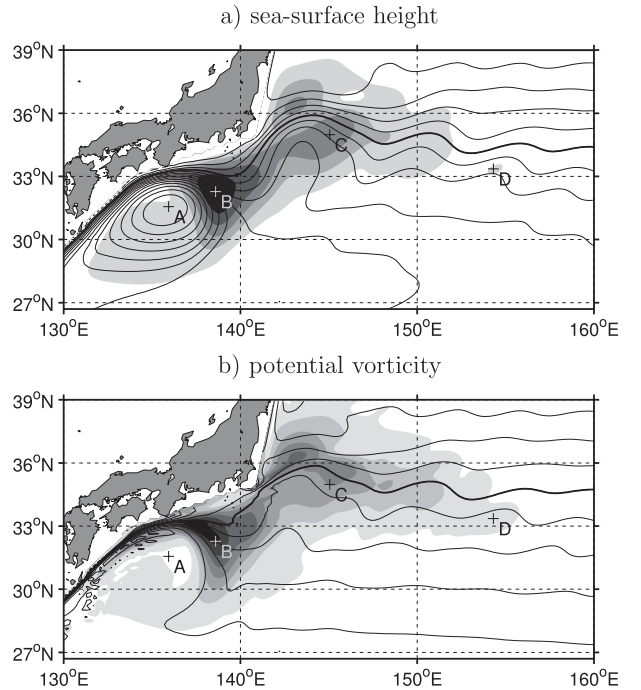 a) sea-surface height
39°N
36°N
33°N
30°N
27°N
A
B
C
D
130°E
140°E
150°E
160°E
b) potential vorticity
39°N
36°N
33°N
30°N
27°N
A
B
C
D
130°E
140°E
150°E
160°E